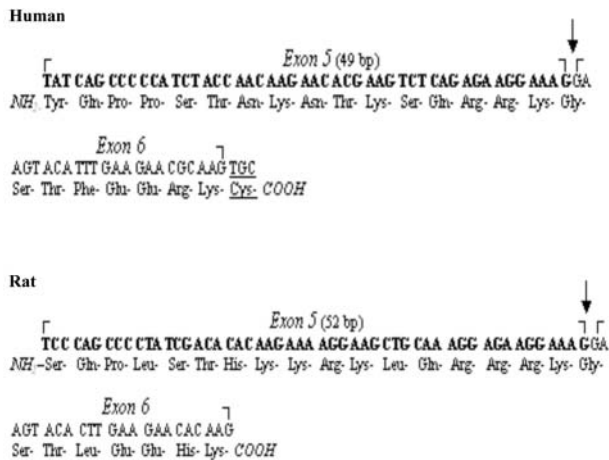 Human
Exon 5 (49 bp)
TAT CAG CCC CCA TCT ACC AAC AAG AAC ACG AAG TCT CAG AGA AGG AAA GGA
NH2 Tyr- Gln- Pro- Pro- Ser- Thr- Asn- Lys- Asn- Thr- Lys- Ser- Gln- Arg- Arg- Lys- Gly-
Exon 6
AGT ACA TTT GAA GAA CGC AAG TGC
Ser- Thr- Phe- Glu- Glu- Arg- Lys- Cys- COOH
Rat
Exon 5 (52 bp)
TCC CAG CCC CTA TCG ACA CAC AAG AAA AGG AAG CTG CAA AGG AGA AGG AAA GGA
NH2–Ser- Gln- Pro- Leu- Ser- Thr- His- Lys- Lys- Arg- Lys- Leu- Gln- Arg- Arg- Arg- Lys- Gly-
Exon 6
AGT ACA CTT GAA GAA CAC AAG
Ser- Thr- Leu- Glu- Glu- His- Lys- COOH